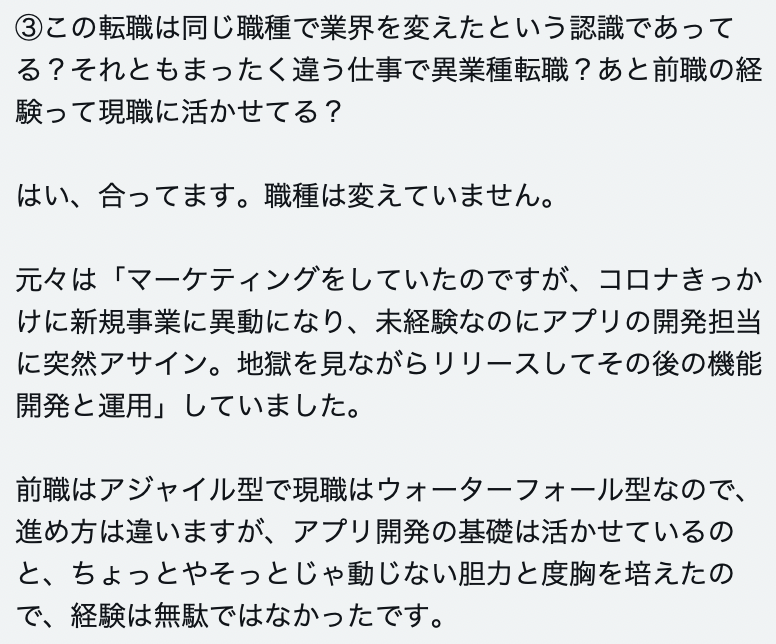 ③この転職は同じ職種で業界を変えたという認識であって
る？それともまったく違う仕事で異業種転職？あと前職の経
験って現職に活かせてる？
はい、合ってます。職種は変えていません。
元々は「マーケティングをしていたのですが、コロナきっか
けに新規事業に異動になり、未経験なのにアプリの開発担当
に突然アサイン。地獄を見ながらリリースしてその後の機能
開発と運用」していました。
前職はアジャイル型で現職はウォーターフォール型なので、
進め方は違いますが、アプリ開発の基礎は活かせているの
と、ちょっとやそっとじゃ動じない胆力と度胸を培えたの
で、経験は無駄ではなかったです。